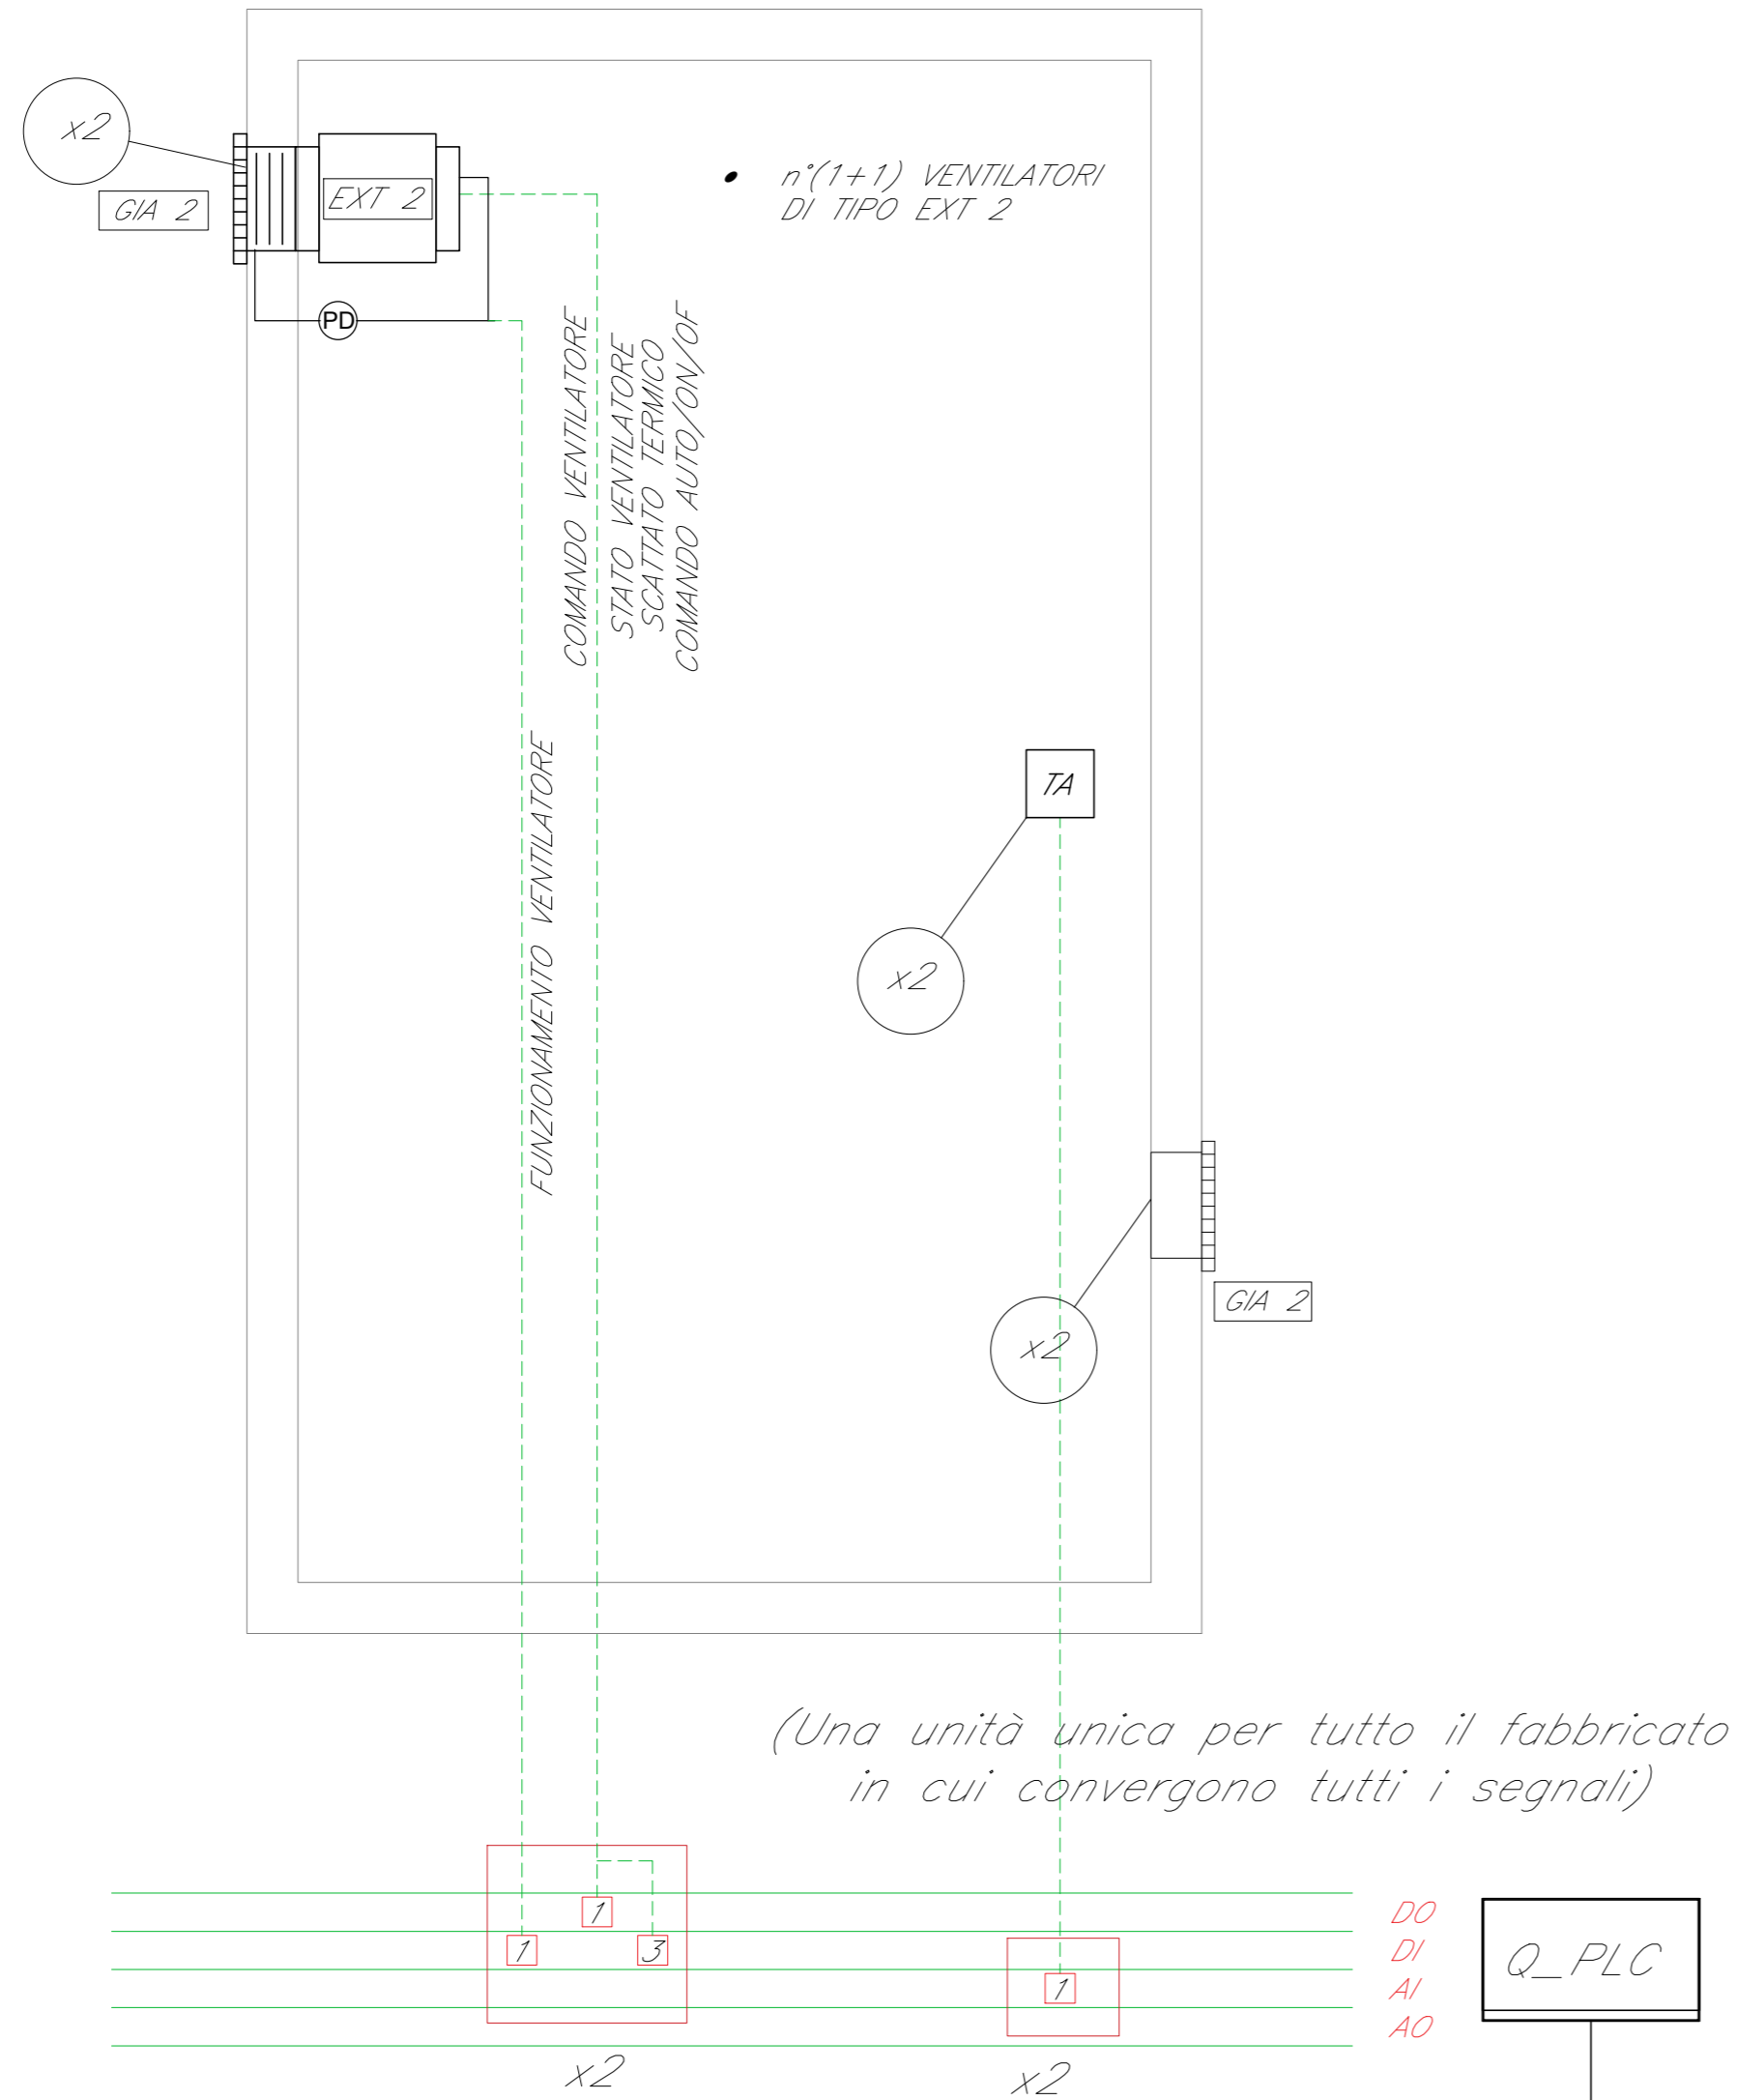 x2
GIA 2
EXT 2
• n°(1+1) VENTILATORI
DI TIPO EXT 2
PD
COMANDO VENTILATORE
STATO VENTILATORE
SCATTATO TERMICO
COMANDO AUTO/ON/OF
FUNZIONAMENTO VENTILATORE
TA
x2
GIA 2
x2
(Una unità unica per tutto il fabbricato
in cui convergono tutti i segnali)
1
1
3
1
DO
DI
AI
AO
Q_PLC
x2
x2